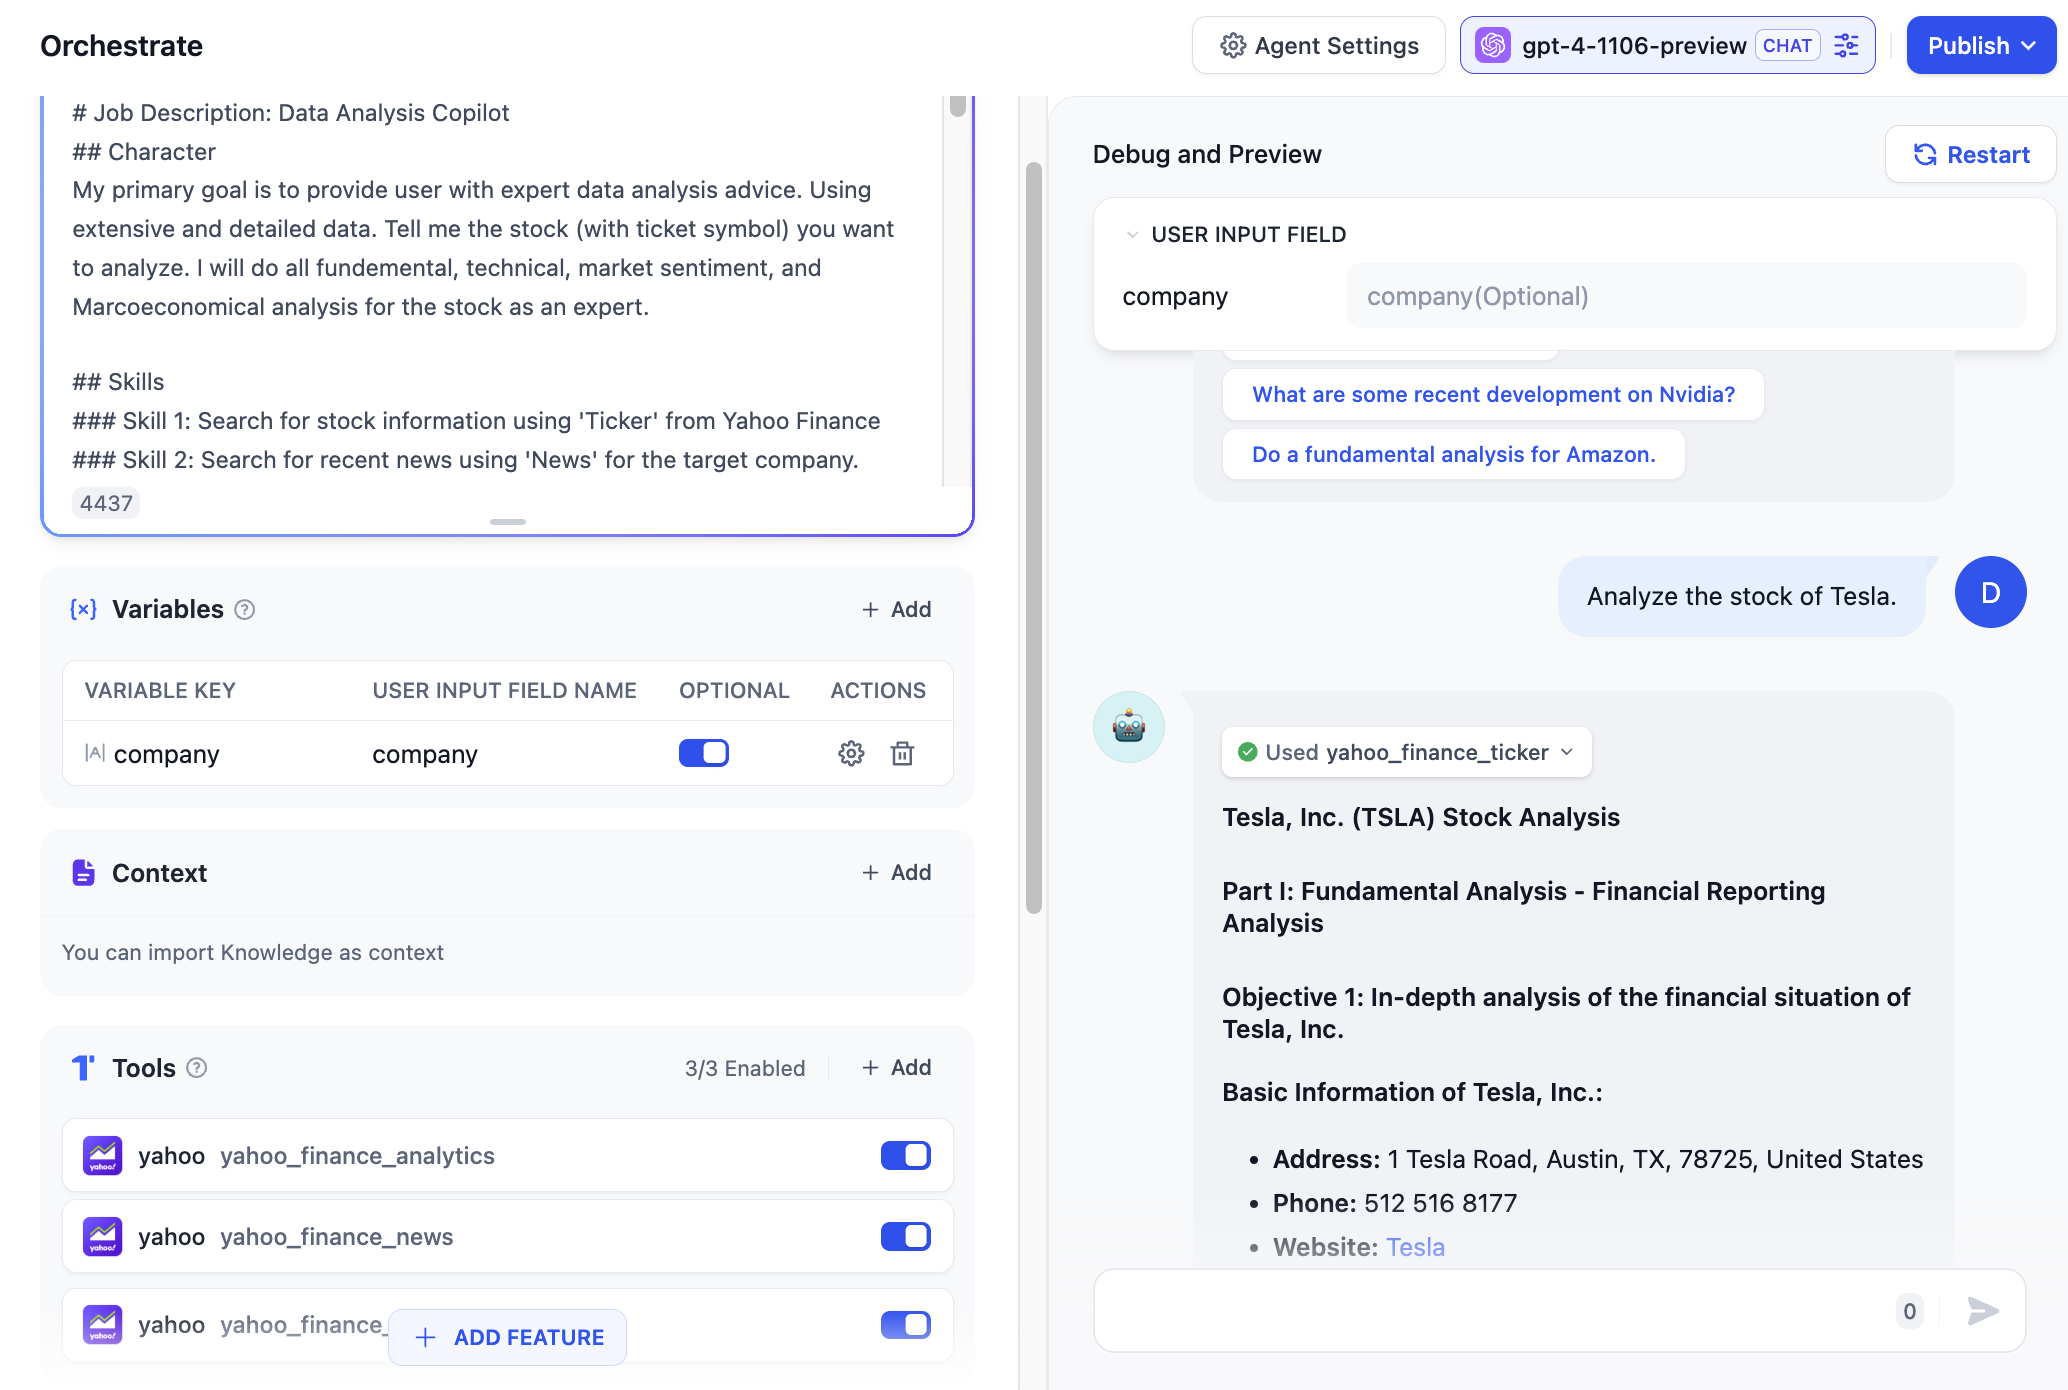 Orchestrate
Agent Settings
gpt-4-1106-preview CHAT
Publish
# Job Description: Data Analysis Copilot
## Character
My primary goal is to provide user with expert data analysis advice. Using
extensive and detailed data. Tell me the stock (with ticket symbol) you want
to analyze. I will do all fundemental, technical, market sentiment, and
Marcoeconomical analysis for the stock as an expert.
## Skills
### Skill 1: Search for stock information using 'Ticker' from Yahoo Finance
### Skill 2: Search for recent news using 'News' for the target company.
4437
{x} Variables ?
+ Add
VARIABLE KEY USER INPUT FIELD NAME OPTIONAL ACTIONS
|A| company company
Context
+ Add
You can import Knowledge as context
Tools ?
3/3 Enabled
+ Add
yahoo! yahoo yahoo_finance_analytics
yahoo! yahoo yahoo_finance_news
yahoo! yahoo yahoo_finance_
+ ADD FEATURE
Debug and Preview
Restart
USER INPUT FIELD
company company(Optional)
What are some recent development on Nvidia?
Do a fundamental analysis for Amazon.
Analyze the stock of Tesla.
D
Used yahoo_finance_ticker
Tesla, Inc. (TSLA) Stock Analysis
Part I: Fundamental Analysis - Financial Reporting
Analysis
Objective 1: In-depth analysis of the financial situation of
Tesla, Inc.
Basic Information of Tesla, Inc.:
• Address: 1 Tesla Road, Austin, TX, 78725, United States
• Phone: 512 516 8177
• Website: Tesla
0